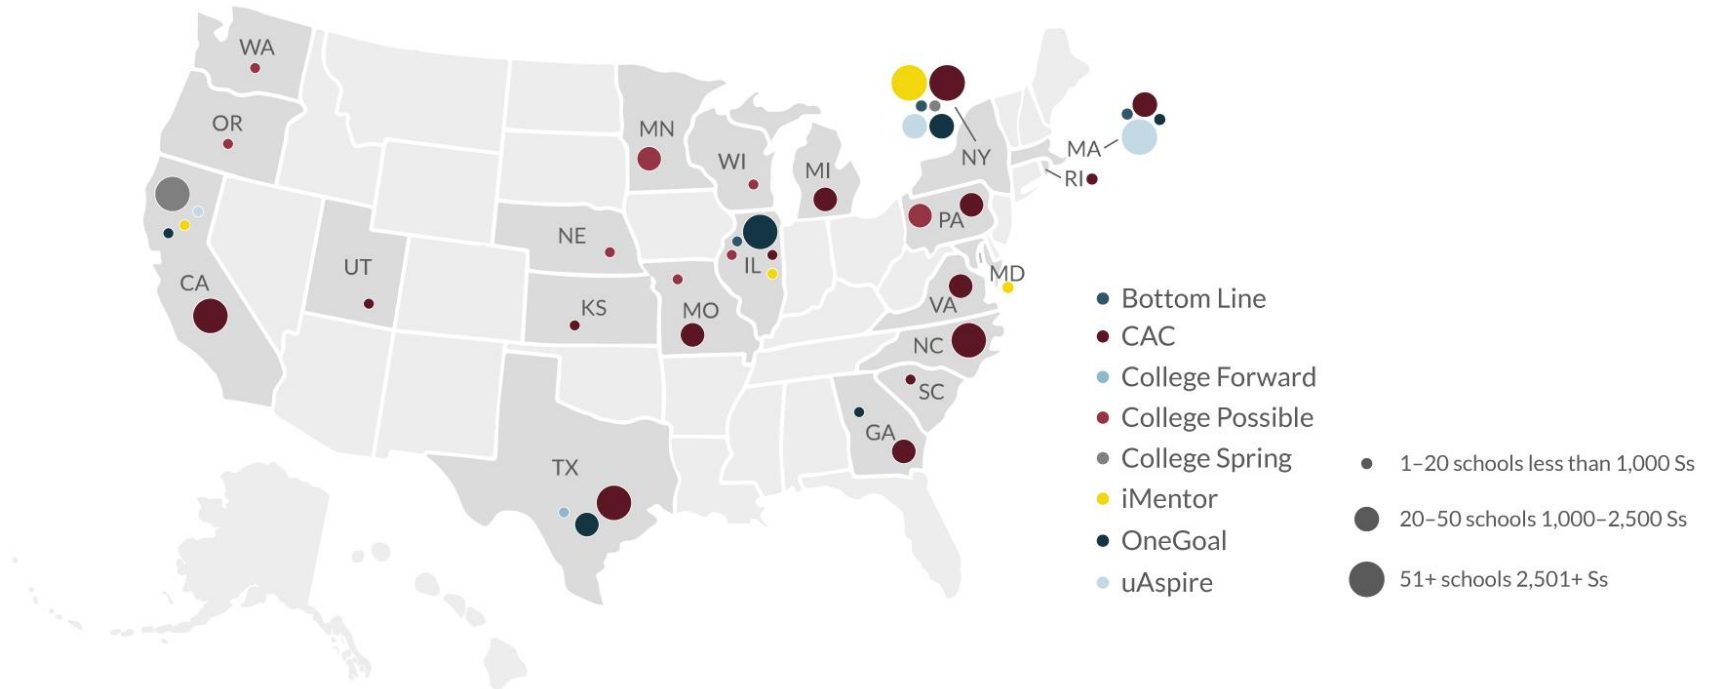 WA
OR
MN
WI
MI
NY
MA
RI
PA
NE
IL
UT
CA
KS
MO
MD
VA
NC
SC
GA
TX
Bottom Line
CAC
College Forward
College Possible
College Spring
iMentor
OneGoal
uAspire
1–20 schools less than 1,000 Ss
20–50 schools 1,000–2,500 Ss
51+ schools 2,501+ Ss